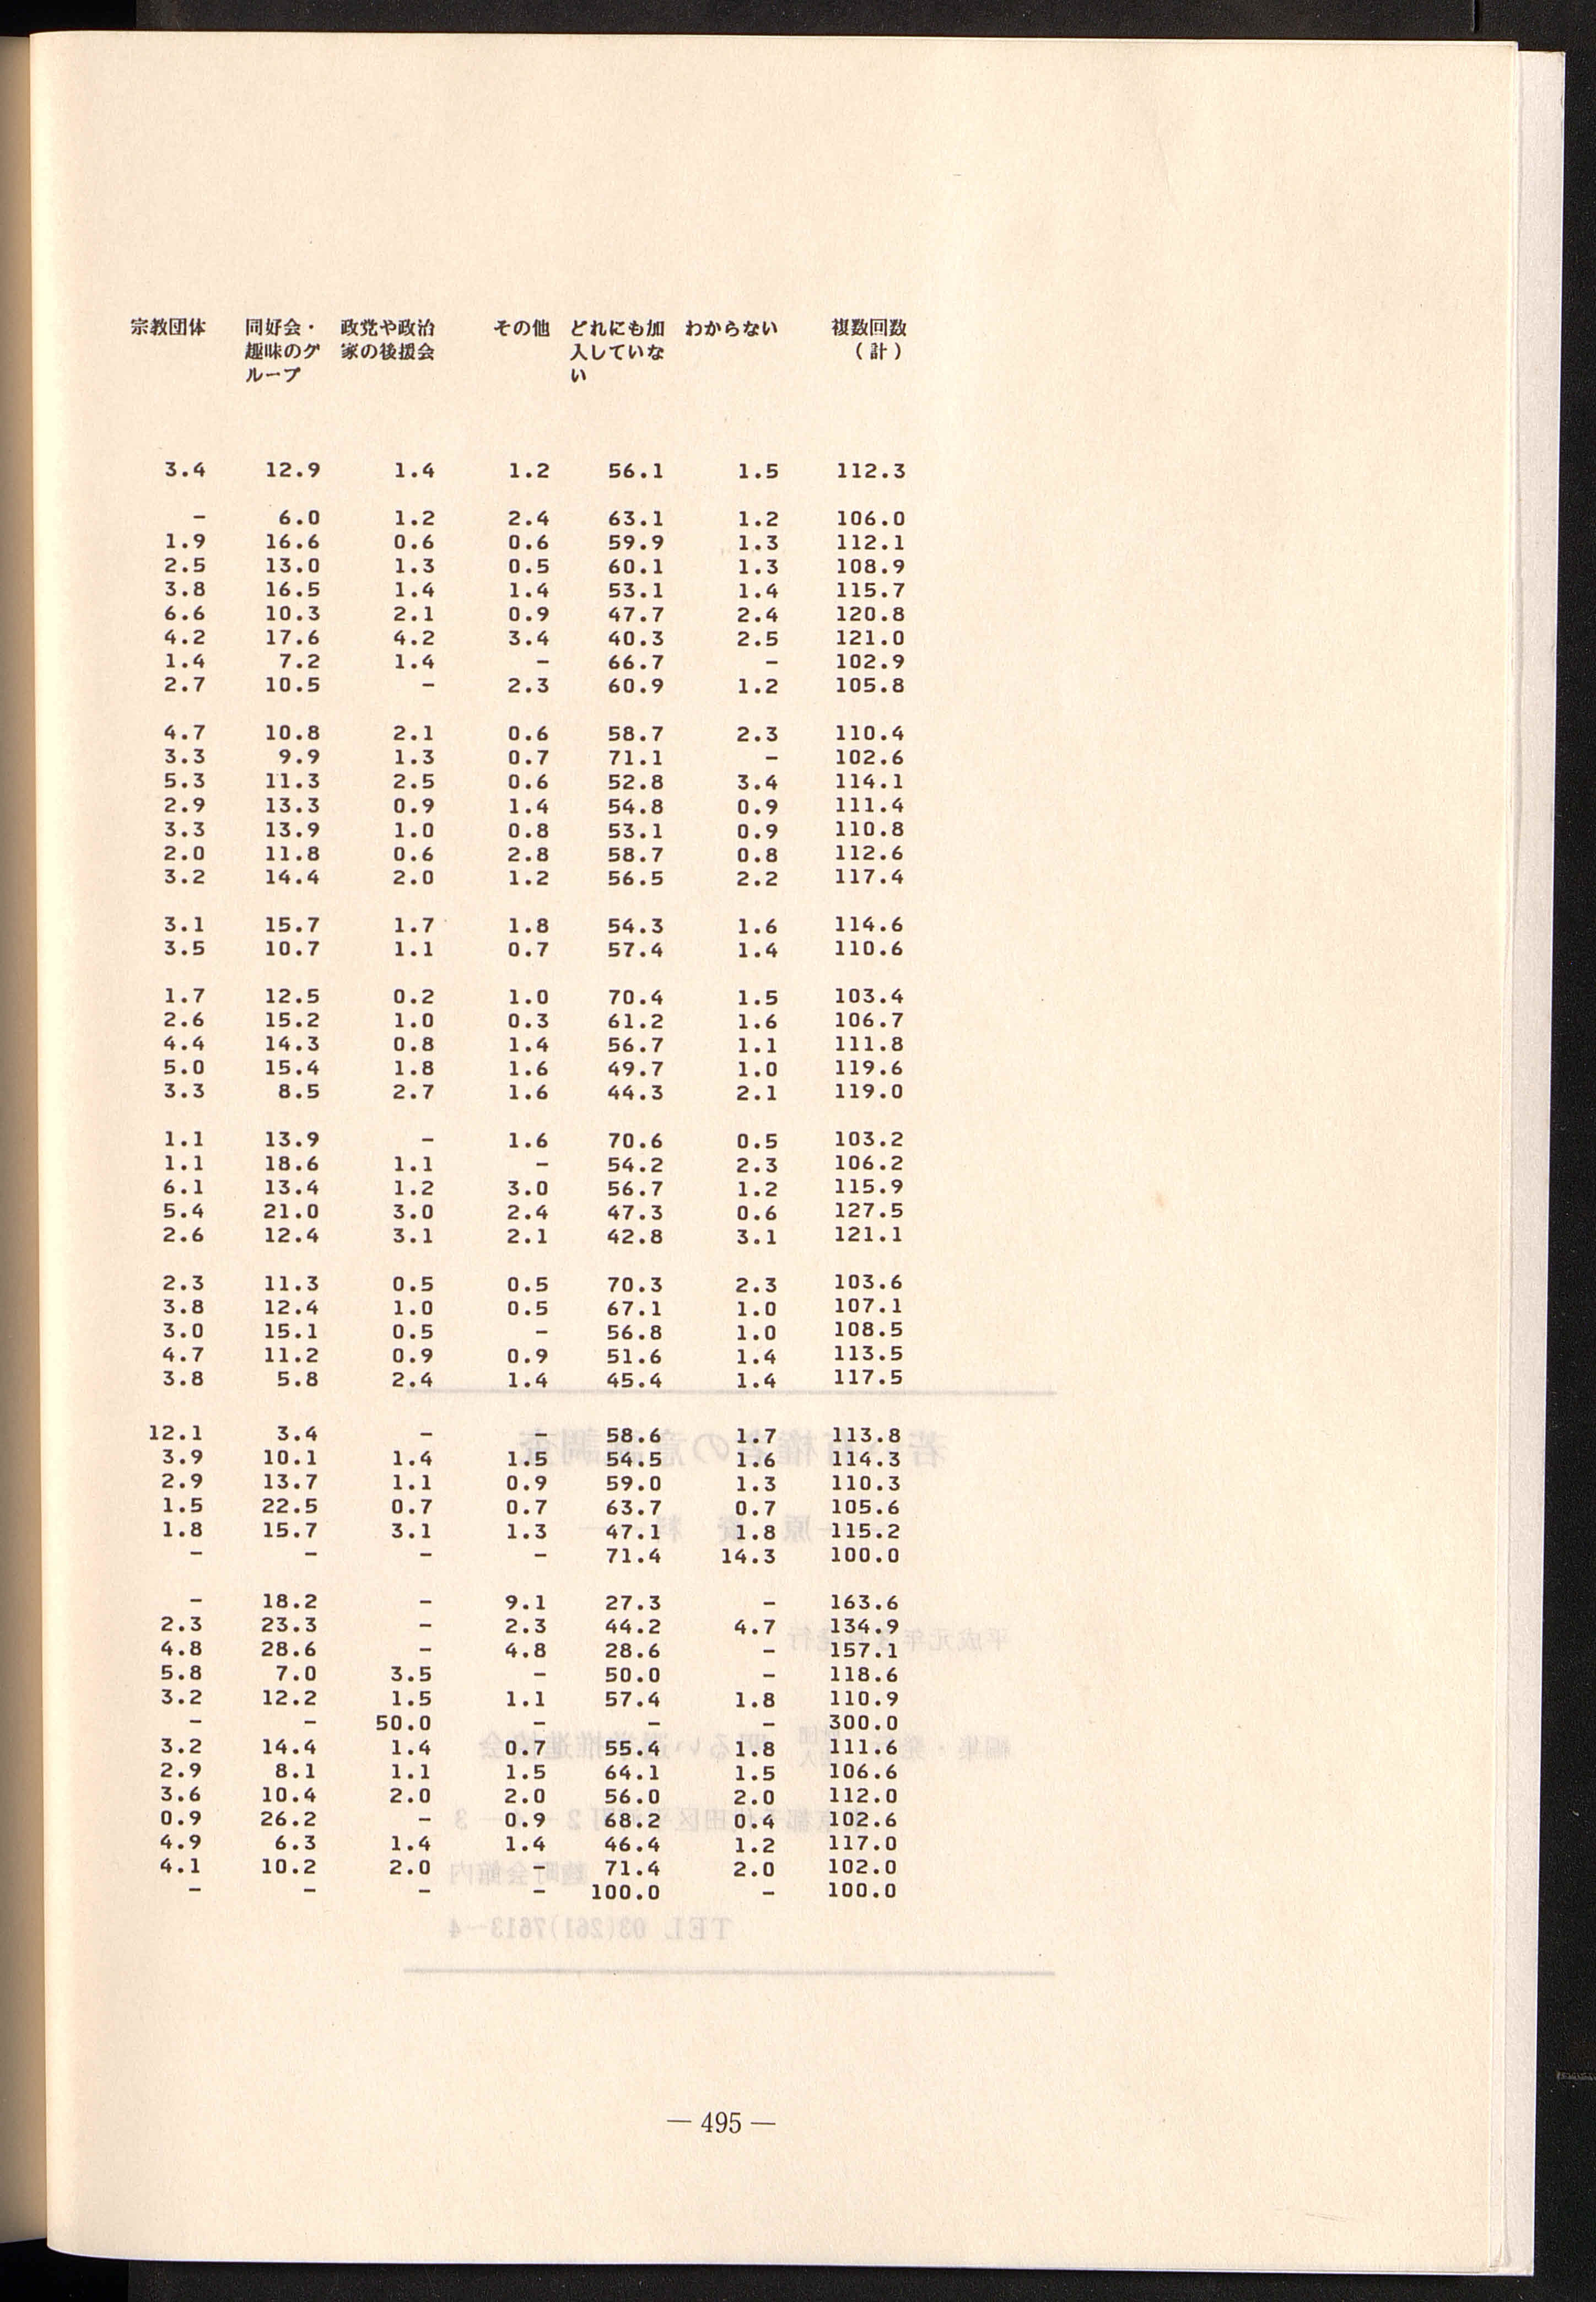 宗教団体 同好会・ 政党や政治 その他 どれにも加 わからない 複数回数
趣味のグ 家の後援会 入していな （計）
ループ い
3.4 12.9 1.4 1.2 56.1 1.5 112.3
− 6.0 1.2 2.4 63.1 1.2 106.0
1.9 16.6 0.6 0.6 59.9 1.3 112.1
2.5 13.0 1.3 0.5 60.1 1.3 108.9
3.8 16.5 1.4 1.4 53.1 1.4 115.7
6.6 10.3 2.1 0.9 47.7 2.4 120.8
4.2 17.6 4.2 3.4 40.3 2.5 121.0
1.4 7.2 1.4 − 66.7 − 102.9
2.7 10.5 − 2.3 60.9 1.2 105.8
4.7 10.8 2.1 0.6 58.7 2.3 110.4
3.3 9.9 1.3 0.7 71.1 − 102.6
5.3 11.3 2.5 0.6 52.8 3.4 114.1
2.9 13.3 0.9 1.4 54.8 0.9 111.4
3.3 13.9 1.0 0.8 53.1 0.9 110.8
2.0 11.8 0.6 2.8 58.7 0.8 112.6
3.2 14.4 2.0 1.2 56.5 2.2 117.4
3.1 15.7 1.7 1.8 54.3 1.6 114.6
3.5 10.7 1.1 0.7 57.4 1.4 110.6
1.7 12.5 0.2 1.0 70.4 1.5 103.4
2.6 15.2 1.0 0.3 61.2 1.6 106.7
4.4 14.3 0.8 1.4 56.7 1.1 111.8
5.0 15.4 1.8 1.6 49.7 1.0 119.6
3.3 8.5 2.7 1.6 44.3 2.1 119.0
1.1 13.9 − 1.6 70.6 0.5 103.2
1.1 18.6 1.1 − 54.2 2.3 106.2
6.1 13.4 1.2 3.0 56.7 1.2 115.9
5.4 21.0 3.0 2.4 47.3 0.6 127.5
2.6 12.4 3.1 2.1 42.8 3.1 121.1
2.3 11.3 0.5 0.5 70.3 2.3 103.6
3.8 12.4 1.0 0.5 67.1 1.0 107.1
3.0 15.1 0.5 − 56.8 1.0 108.5
4.7 11.2 0.9 0.9 51.6 1.4 113.5
3.8 5.8 2.4 1.4 45.4 1.4 117.5
12.1 3.4 − − 58.6 1.7 113.8
3.9 10.1 1.4 1.5 54.5 1.6 114.3
2.9 13.7 1.1 0.9 59.0 1.3 110.3
1.5 22.5 0.7 0.7 63.7 0.7 105.6
1.8 15.7 3.1 1.3 47.1 1.8 115.2
− − − − 71.4 14.3 100.0
− 18.2 − 9.1 27.3 − 163.6
2.3 23.3 − 2.3 44.2 4.7 134.9
4.8 28.6 − 4.8 28.6 − 157.1
5.8 7.0 3.5 − 50.0 − 118.6
3.2 12.2 1.5 1.1 57.4 1.8 110.9
− − 50.0 − − − 300.0
3.2 14.4 1.4 0.7 55.4 1.8 111.6
2.9 8.1 1.1 1.5 64.1 1.5 106.6
3.6 10.4 2.0 2.0 56.0 2.0 112.0
0.9 26.2 − 0.9 68.2 0.4 102.6
4.9 6.3 1.4 1.4 46.4 1.2 117.0
4.1 10.2 2.0 − 71.4 2.0 102.0
− − − − 100.0 − 100.0
— 495 —